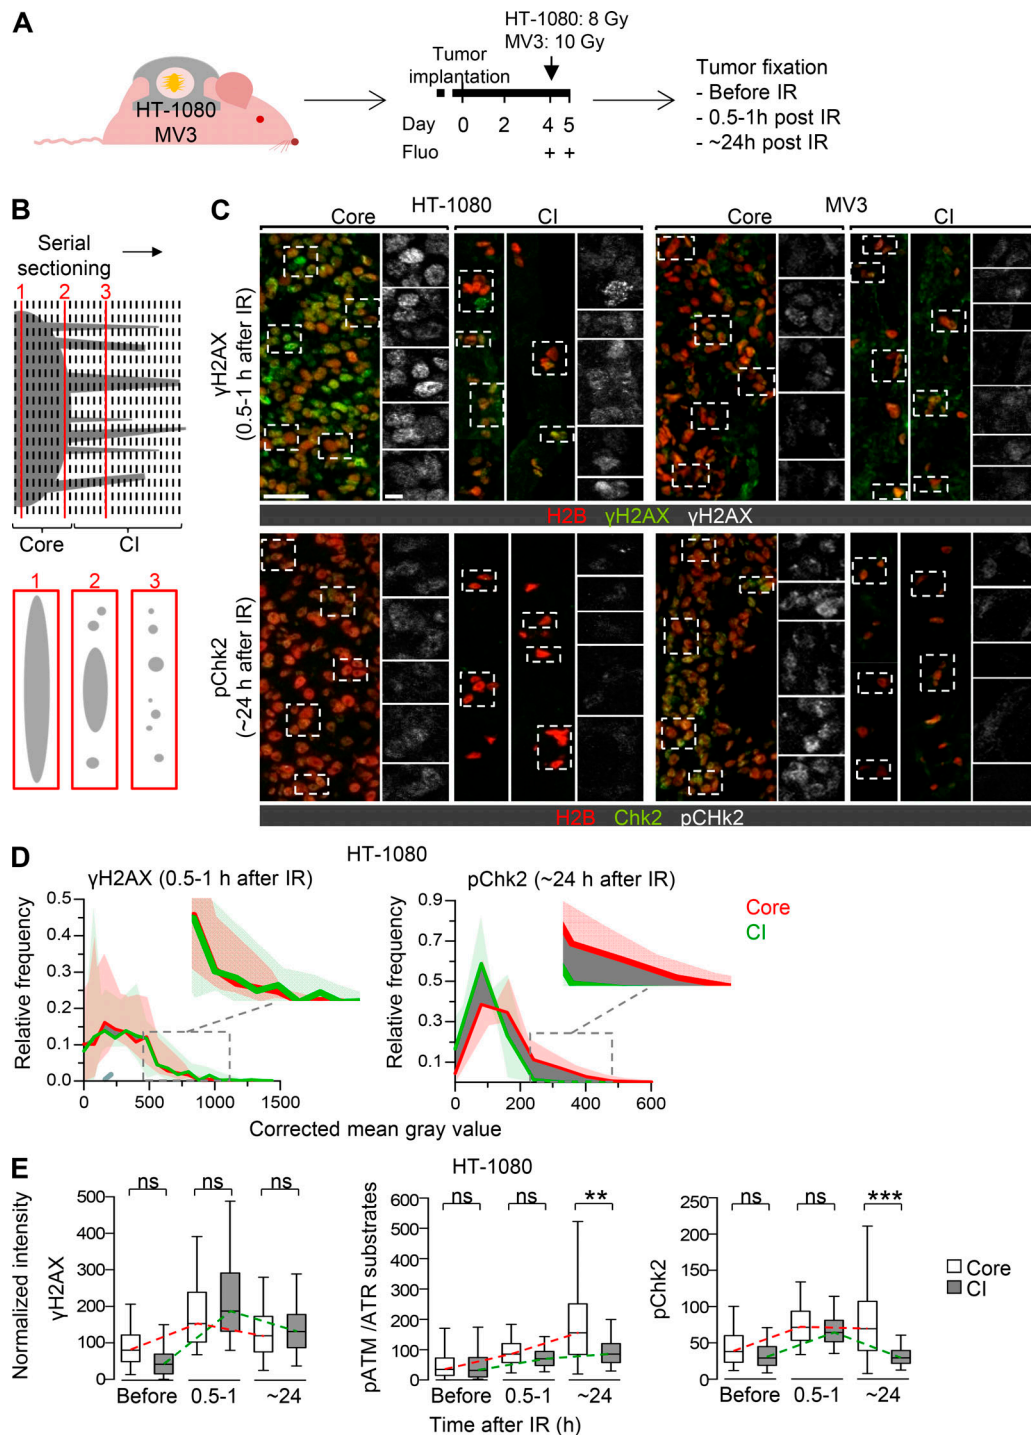 A
HT-1080
MV3
Tumor
implantation
HT-1080: 8 Gy
MV3: 10 Gy
Day 0 2 4 5
Fluo + +
Tumor fixation
- Before IR
- 0.5-1h post IR
- ~24h post IR
B
Serial
sectioning
1 2 3
Core CI
1 2 3
C
HT-1080 MV3
Core CI Core CI
γH2AX
(0.5-1 h after IR)
H2B γH2AX γH2AX
pChk2
(~24 h after IR)
H2B Chk2 pCHk2
D
HT-1080
γH2AX (0.5-1 h after IR)
Relative frequency
0.5
0.4
0.3
0.2
0.1
0.0
0 500 1000 1500
pChk2 (~24 h after IR)
Relative frequency
0.9
0.7
0.5
0.3
0.1
0 200 400 600
Core
CI
Corrected mean gray value
E
HT-1080
Normalized intensity
γH2AX
500
400
300
200
100
0
ns ns ns
Before 0.5-1 ~24
pATM /ATR substrates
600
500
400
300
200
100
0
ns ns **
Before 0.5-1 ~24
pChk2
250
200
150
100
50
0
ns ns ***
Before 0.5-1 ~24
Core
CI
Time after IR (h)